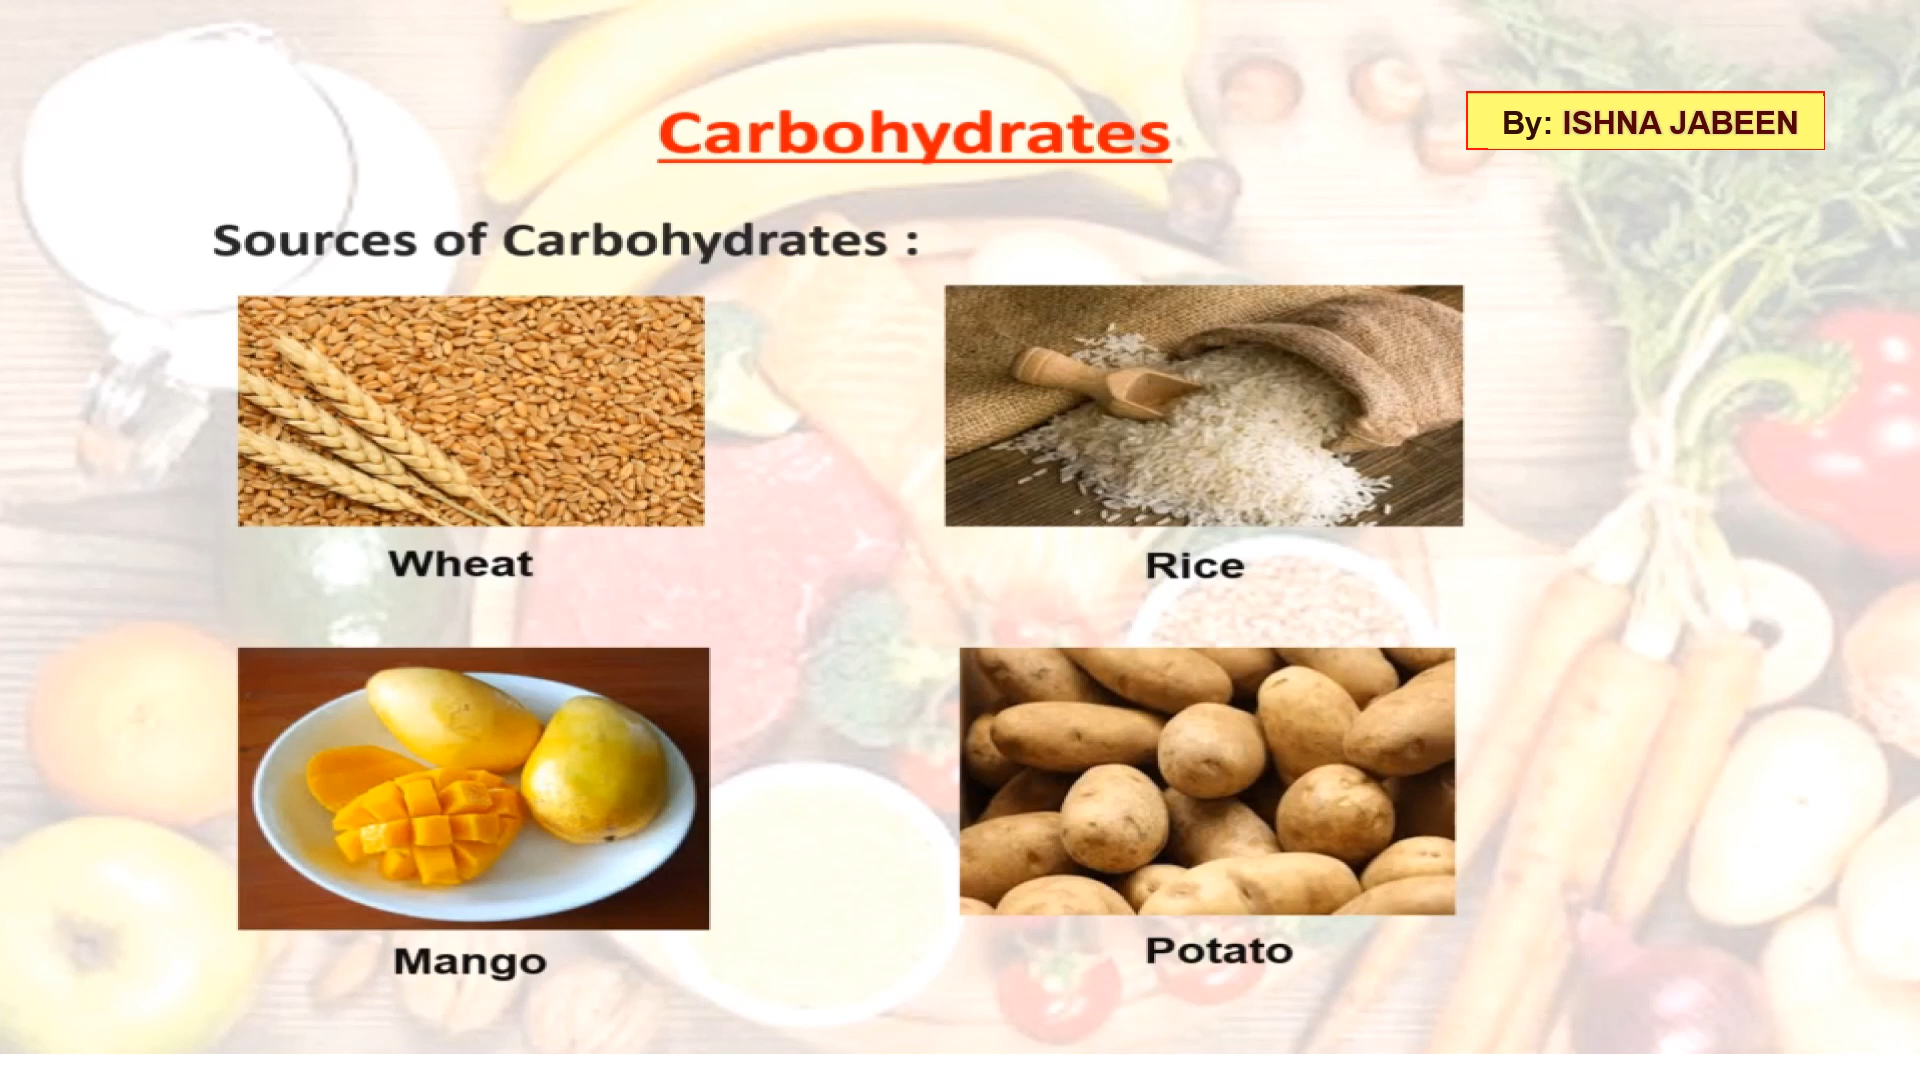 Carbohydrates
By: ISHNA JABEEN
Sources of Carbohydrates :
Wheat
Rice
Mango
Potato